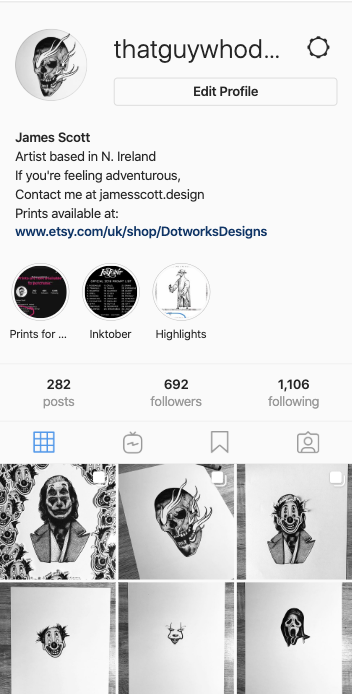 thatguywhod...
Edit Profile
James Scott
Artist based in N. Ireland
If you're feeling adventurous,
Contact me at jamesscott.design
Prints available at:
www.etsy.com/uk/shop/DotworksDesigns
Prints for ...
Inktober
Highlights
282
posts
692
followers
1,106
following